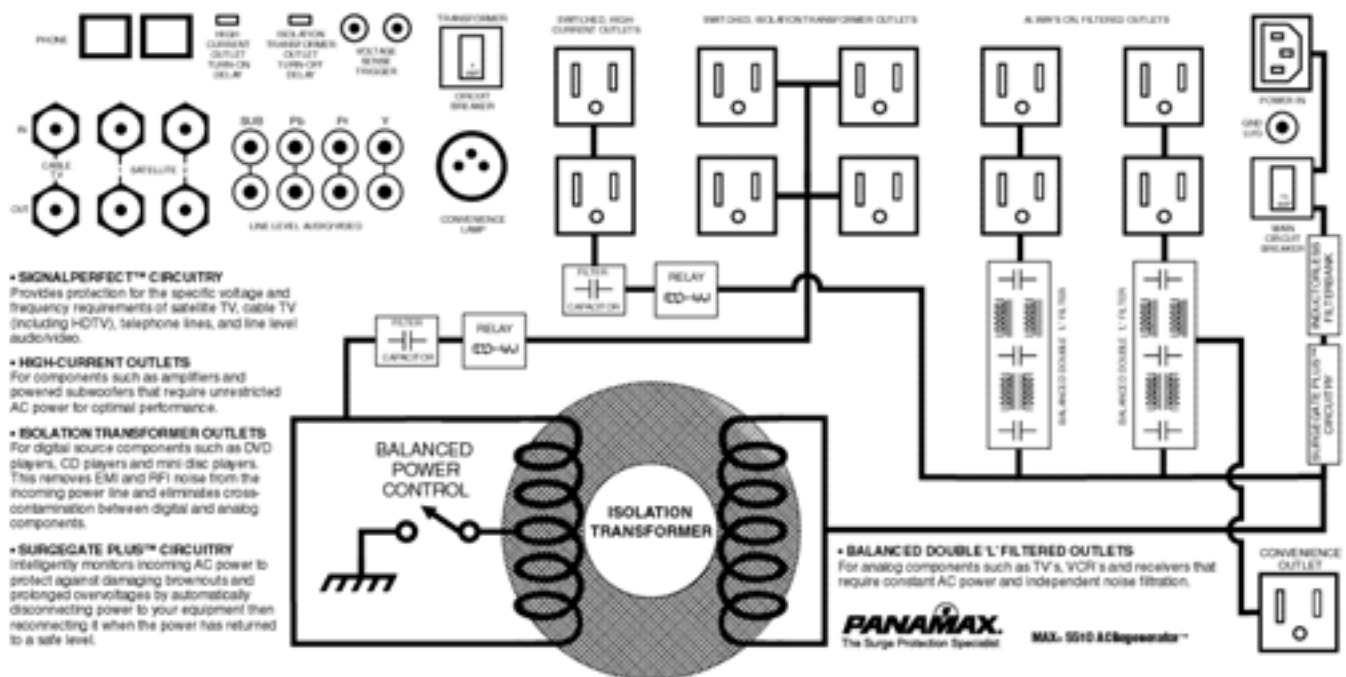 PHONE
HIGH
CURRENT
OUTLET
TURN-ON
DELAY
ISOLATION
TRANSFORMER
OUTLET
TURN-OFF
DELAY
VOLTAGE
SENSE
TRIGGER
TRANSFORMER
CIRCUIT
BREAKER
SWITCHED, HIGH
CURRENT OUTLETS
SWITCHED, ISOLATION TRANSFORMER OUTLETS
ALWAYS ON, FILTERED OUTLETS
POWER IN
GND
LUG
MAIN
CIRCUIT
BREAKER
IN
CABLE
TV
SATELLITE
OUT
SUB Pb Pr Y
LINE LEVEL AUDIO/VIDEO
CONVENIENCE
LAMP
FILTER
CAPACITOR
RELAY
FILTER
CAPACITOR
RELAY
BALANCED DOUBLE 'L' FILTER
BALANCED DOUBLE 'L' FILTER
INDUCTORLESS
FILTERBANK
SURGEGATE PLUS™
CIRCUITRY
• SIGNALPERFECT™ CIRCUITRY
Provides protection for the specific voltage and
frequency requirements of satellite TV, cable TV
(including HDTV), telephone lines, and line level
audio/video.
• HIGH-CURRENT OUTLETS
For components such as amplifiers and
powered subwoofers that require unrestricted
AC power for optimal performance.
• ISOLATION TRANSFORMER OUTLETS
For digital source components such as DVD
players, CD players and mini disc players.
This removes EMI and RFI noise from the
incoming power line and eliminates cross-
contamination between digital and analog
components.
• SURGEGATE PLUS™ CIRCUITRY
Intelligently monitors incoming AC power to
protect against damaging brownouts and
prolonged overvoltages by automatically
disconnecting power to your equipment then
reconnecting it when the power has returned
to a safe level.
BALANCED
POWER
CONTROL
ISOLATION
TRANSFORMER
• BALANCED DOUBLE 'L' FILTERED OUTLETS
For analog components such as TV's, VCR's and receivers that
require constant AC power and independent noise filtration.
PANAMAX.
The Surge Protection Specialist.
MAX® 5510 ACRegenerator™
CONVENIENCE
OUTLET